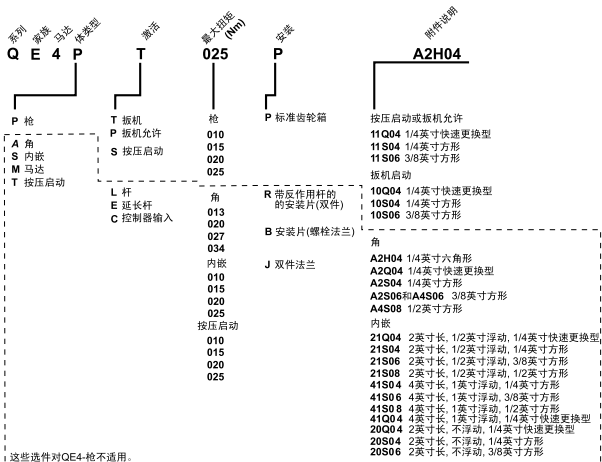 系列
家族
马达
体类型
激活
最大扭矩
(Nm)
安装
附件说明
Q E 4 P T 025 P A2H04
P 枪
A 角
S 内嵌
M 马达
T 按压启动
T 扳机
P 扳机允许
S 按压启动
L 杆
E 延长杆
C 控制器输入
枪
010
015
020
025
角
013
020
027
034
内嵌
010
015
020
025
按压启动
010
015
020
025
P 标准齿轮箱
R 带反作用杆的
的安装片(双件)
B 安装片(螺栓法兰)
J 双件法兰
按压启动或扳机允许
11Q04 1/4英寸快速更换型
11S04 1/4英寸方形
11S06 3/8英寸方形
扳机启动
10Q04 1/4英寸快速更换型
10S04 1/4英寸方形
10S06 3/8英寸方形
角
A2H04 1/4英寸六角形
A2Q04 1/4英寸快速更换型
A2S04 1/4英寸方形
A2S06和A4S06 3/8英寸方形
A4S08 1/2英寸方形
内嵌
21Q04 2英寸长, 1/2英寸浮动, 1/4英寸快速更换型
21S04 2英寸长, 1/2英寸浮动, 1/4英寸方形
21S06 2英寸长, 1/2英寸浮动, 3/8英寸方形
21S08 2英寸长, 1/2英寸浮动, 1/2英寸方形
41S04 4英寸长, 1英寸浮动, 1/4英寸方形
41S06 4英寸长, 1英寸浮动, 3/8英寸方形
41S08 4英寸长, 1英寸浮动, 1/2英寸方形
41Q04 4英寸长, 1英寸浮动, 1/4英寸快速更换型
20Q04 2英寸长, 不浮动, 1/4英寸快速更换型
20S04 2英寸长, 不浮动, 1/4英寸方形
20S06 2英寸长, 不浮动, 3/8英寸方形
这些选件对QE4-枪不适用。